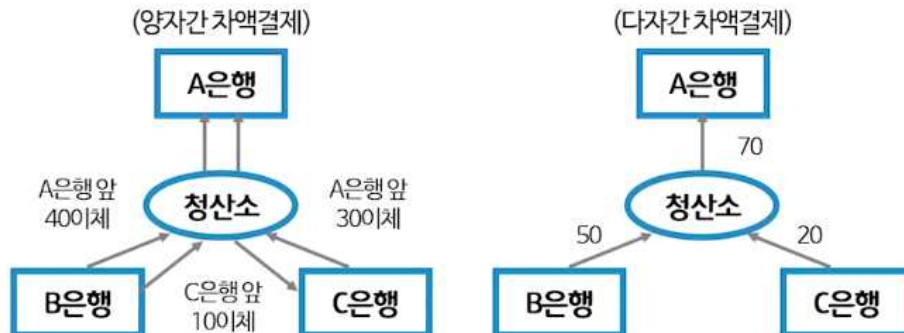 (양자간 차액결제)
A은행
A은행 앞
40이체
청산소
A은행 앞
30이체
B은행
C은행 앞
10이체
C은행
(다자간 차액결제)
A은행
70
청산소
50
20
B은행
C은행